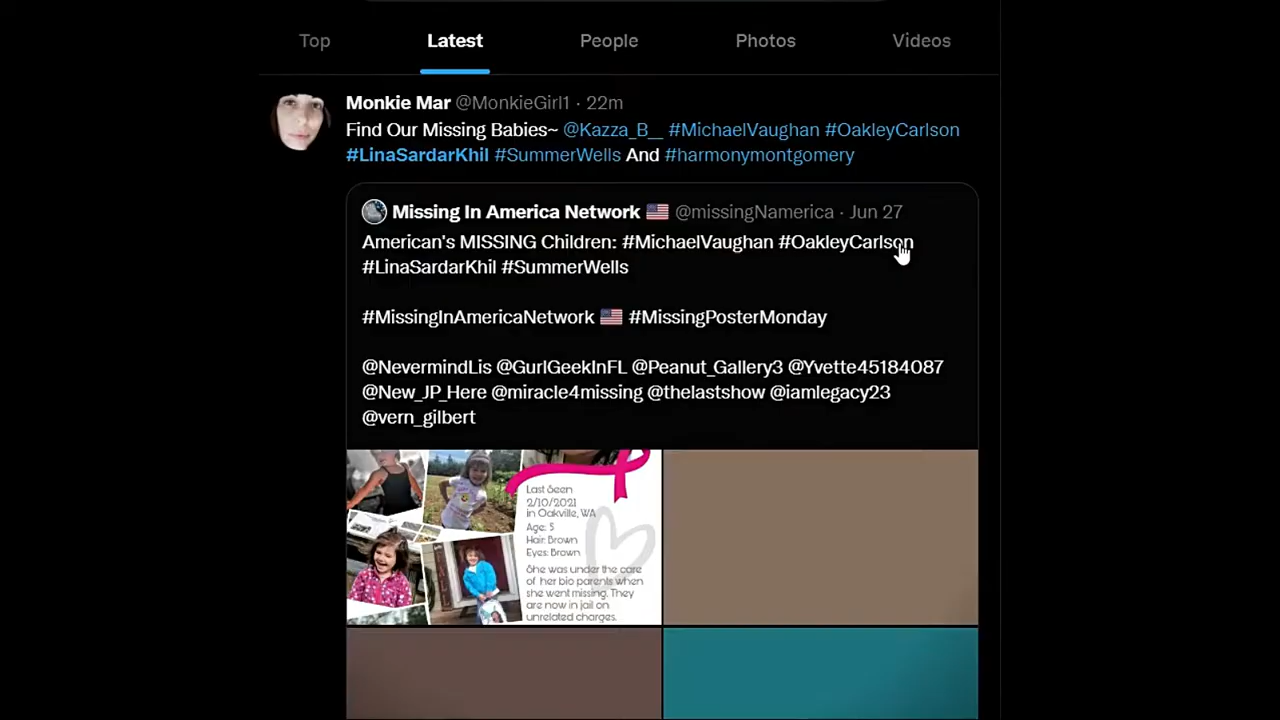 Top Latest People Photos Videos
Monkie Mar @MonkieGirl1 · 22m
Find Our Missing Babies~ @Kazza_B__ #MichaelVaughan #OakleyCarlson
#LinaSardarKhil #SummerWells And #harmonymontgomery
Missing In America Network 🇺🇸 @missingNamerica · Jun 27
American's MISSING Children: #MichaelVaughan #OakleyCarlson
#LinaSardarKhil #SummerWells
#MissingInAmericaNetwork 🇺🇸 #MissingPosterMonday
@NevermindLis @GurlGeekInFL @Peanut_Gallery3 @Yvette45184087
@New_JP_Here @miracle4missing @thelastshow @iamlegacy23
@vern_gilbert
Last Seen
2/10/2021
in Oakville, WA
Age: 5
Hair: Brown
Eyes: Brown
She was under the care
of her bio parents when
she went missing. They
are now in jail on
unrelated charges.